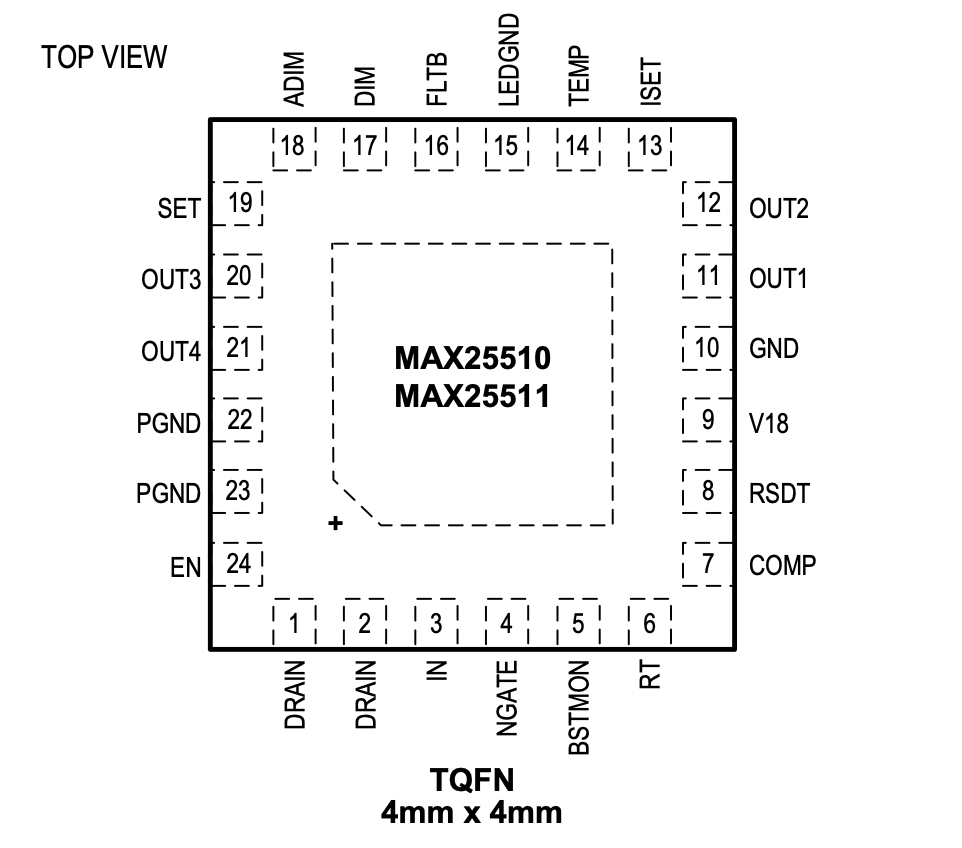 TOP VIEW
ADIM
DIM
FLTB
LEDGND
TEMP
ISET
18
17
16
15
14
13
SET
19
12
OUT2
OUT3
20
11
OUT1
OUT4
21
10
GND
PGND
22
9
V18
PGND
23
8
RSDT
EN
24
7
COMP
MAX25510
MAX25511
+
1
2
3
4
5
6
DRAIN
DRAIN
IN
NGATE
BSTMON
RT
TQFN
4mm x 4mm